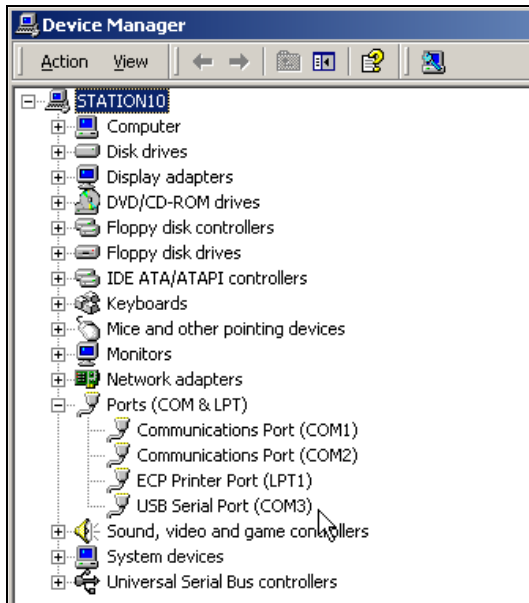 Device Manager
Action View
STATION10
Computer
Disk drives
Display adapters
DVD/CD-ROM drives
Floppy disk controllers
Floppy disk drives
IDE ATA/ATAPI controllers
Keyboards
Mice and other pointing devices
Monitors
Network adapters
Ports (COM & LPT)
Communications Port (COM1)
Communications Port (COM2)
ECP Printer Port (LPT1)
USB Serial Port (COM3)
Sound, video and game controllers
System devices
Universal Serial Bus controllers